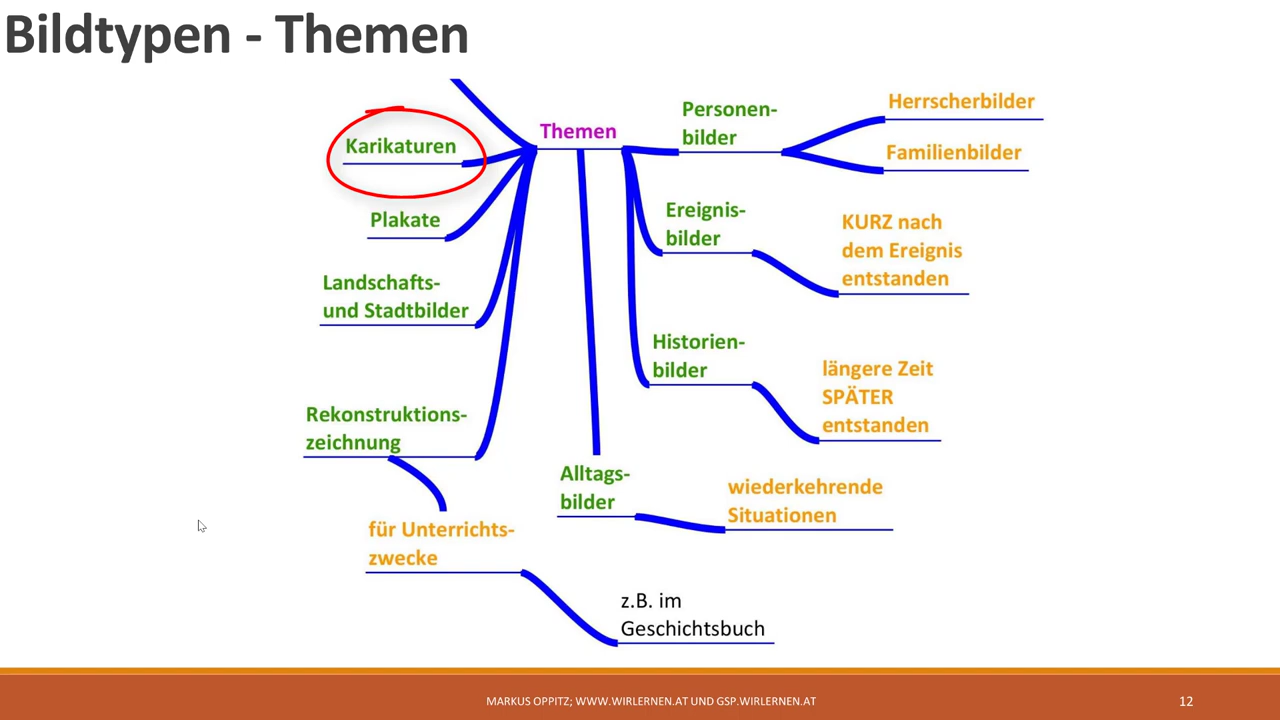 Bildtypen - Themen
Themen
Karikaturen
Plakate
Landschafts-
und Stadtbilder
Rekonstruktions-
zeichnung
für Unterrichts-
zwecke
z.B. im
Geschichtsbuch
Alltags-
bilder
wiederkehrende
Situationen
Personen-
bilder
Herrscherbilder
Familienbilder
Ereignis-
bilder
KURZ nach
dem Ereignis
entstanden
Historien-
bilder
längere Zeit
SPÄTER
entstanden
MARKUS OPPITZ; WWW.WIRLERNEN.AT UND GSP.WIRLERNEN.AT
12